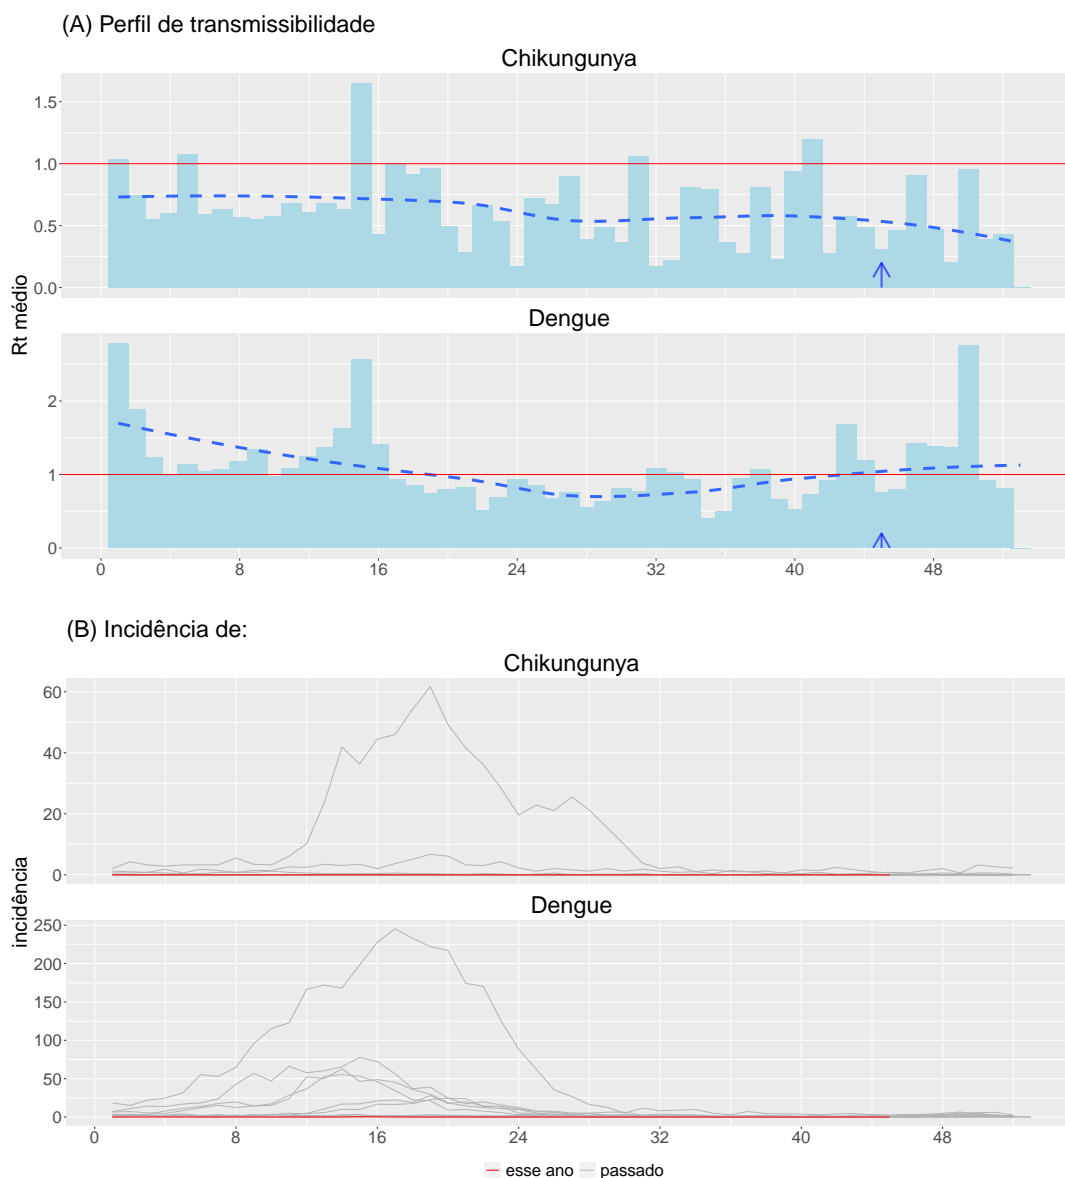 (A) Perfil de transmissibilidade
Chikungunya
1.5
1.0
0.5
0.0
Rt médio
Dengue
2
1
0
0 8 16 24 32 40 48
(B) Incidência de:
Chikungunya
60
40
20
0
incidência
Dengue
250
200
150
100
50
0
0 8 16 24 32 40 48
esse ano passado